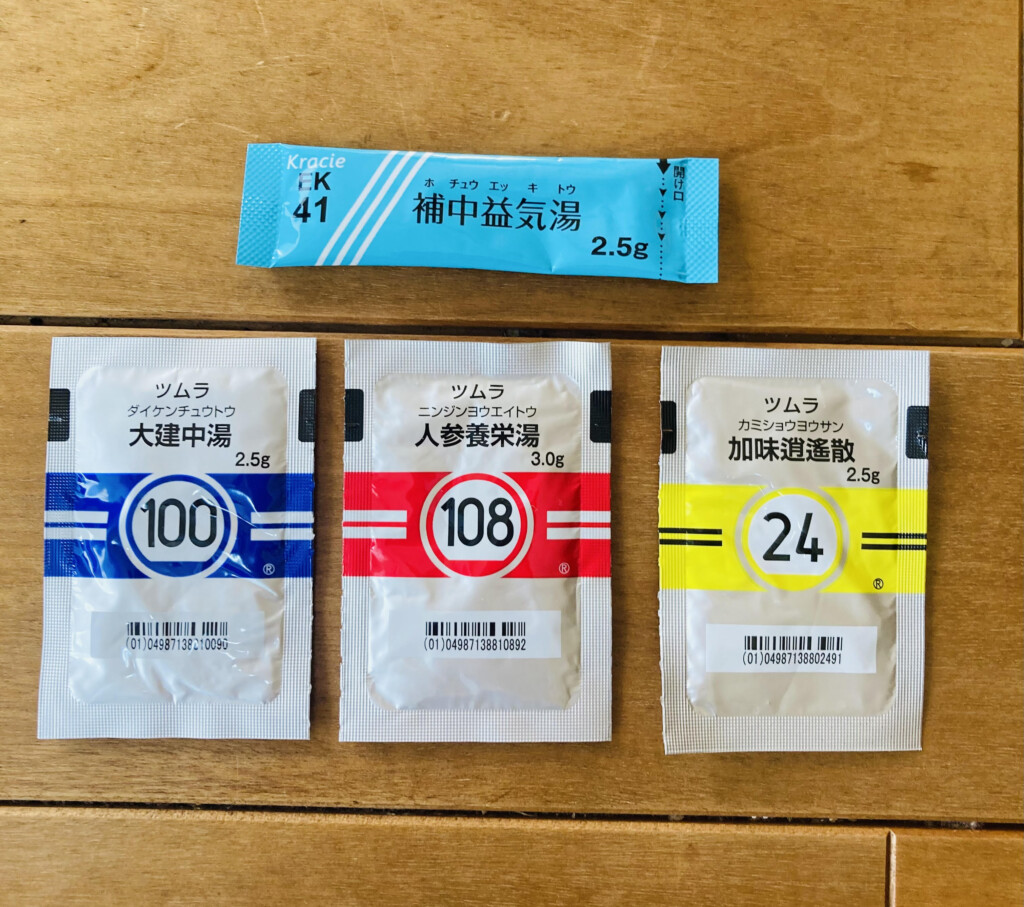 Kracie
EK
41
ホ チュウ エッ キ トウ
補中益気湯
2.5g
開け口
ツムラ
ダイケンチュウトウ
大建中湯
2.5g
100
®
(01)04987138210090
ツムラ
ニンジンヨウエイトウ
人参養栄湯
3.0g
108
®
(01)04987138810892
ツムラ
カミショウヨウサン
加味逍遙散
2.5g
24
®
(01)04987138802491